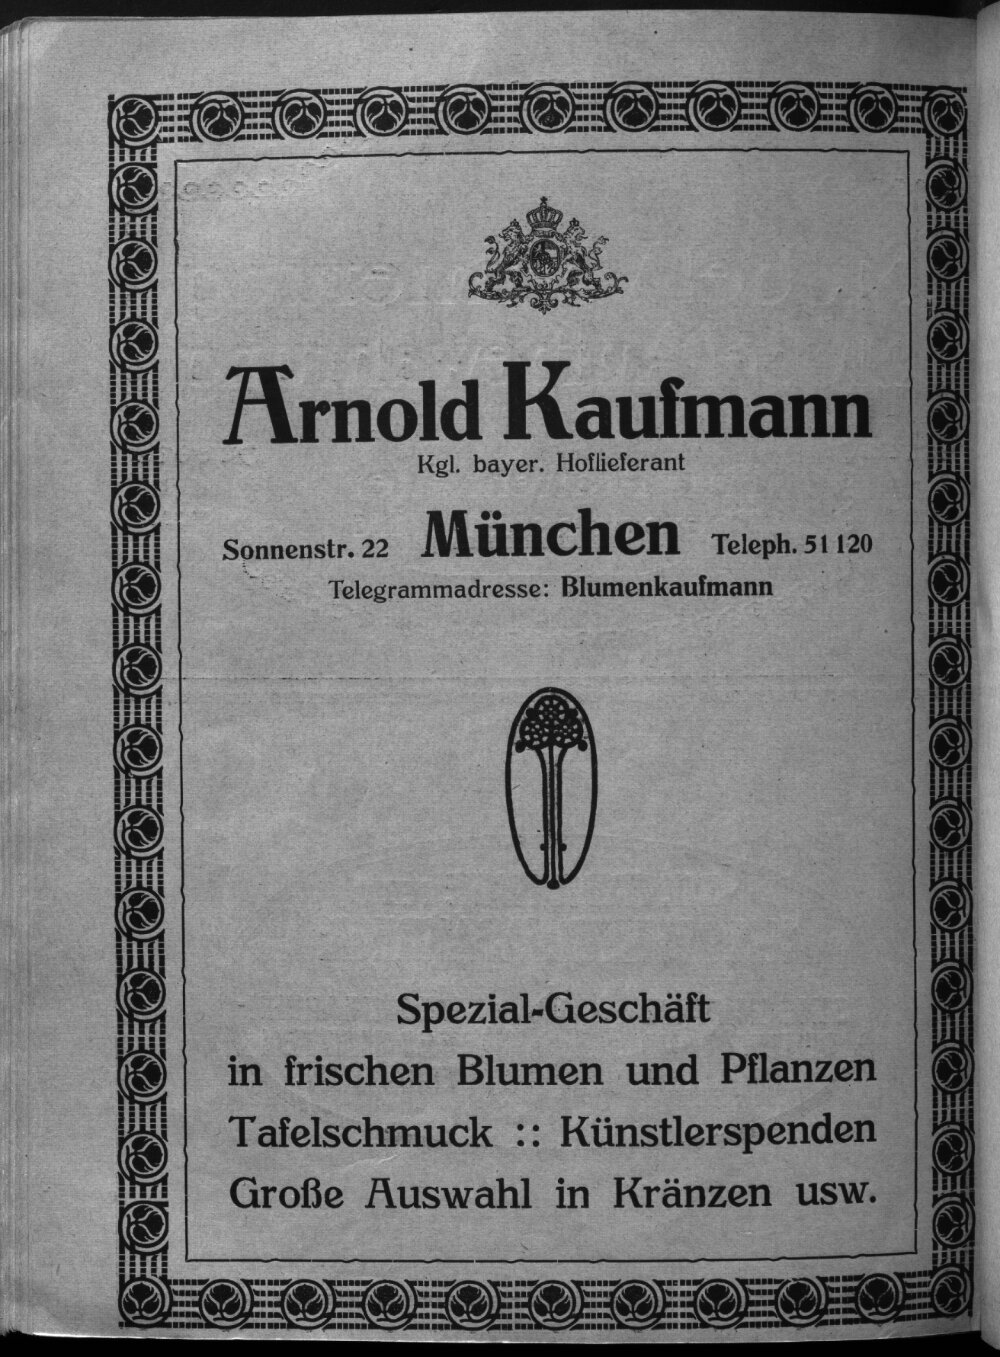 Arnold Kaufmann
Kgl. bayer. Hoflieferant
Sonnenstr. 22 München Teleph. 51 120
Telegrammadresse: Blumenkaufmann
Spezial-Geschäft
in frischen Blumen und Pflanzen
Tafelschmuck :: Künstlerspenden
Große Auswahl in Kränzen usw.